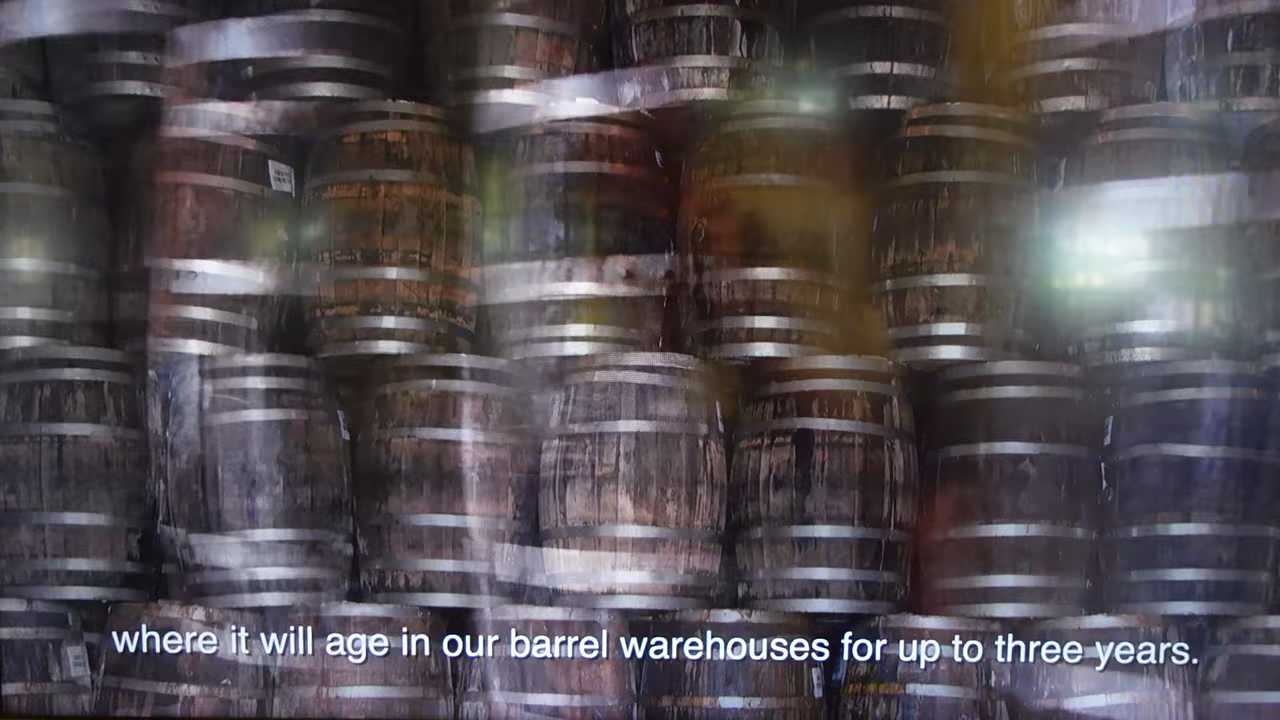 where it will age in our barrel warehouses for up to three years.